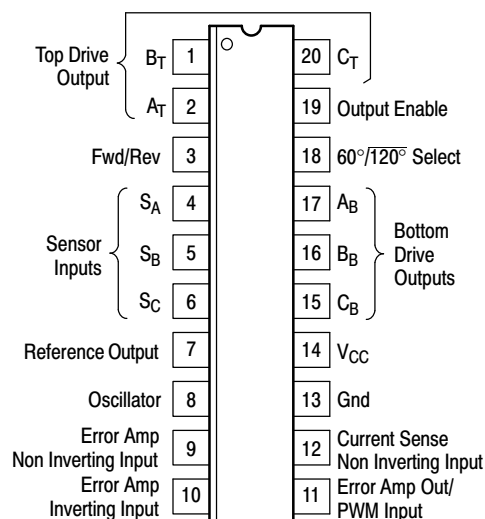 Top Drive
Output
B_T 1
A_T 2
Fwd/Rev 3
Sensor
Inputs
S_A 4
S_B 5
S_C 6
Reference Output 7
Oscillator 8
Error Amp
Non Inverting Input 9
Error Amp
Inverting Input 10
20 C_T
19 Output Enable
18 60°/120° Select
17 A_B
16 B_B
15 C_B
Bottom
Drive
Outputs
14 V_CC
13 Gnd
12 Current Sense
Non Inverting Input
11 Error Amp Out/
PWM Input